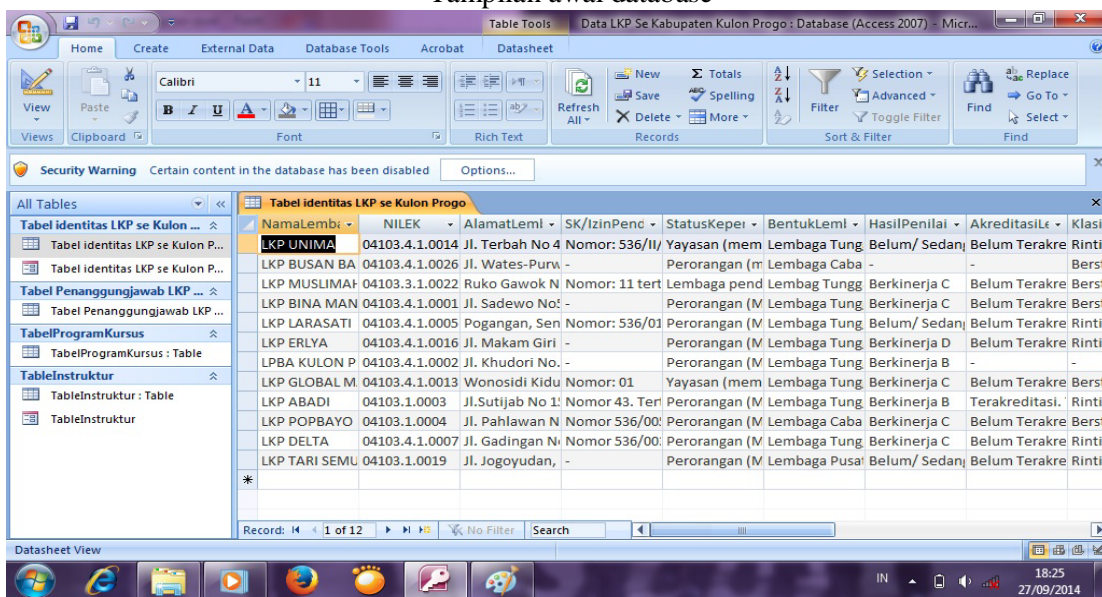 Tampilan awal database
Table Tools Data LKP Se Kabupaten Kulon Progo : Database (Access 2007) - Micr...
Home Create External Data Database Tools Acrobat Datasheet
View Paste Calibri 11 Refresh All New Save Delete Totals Spelling More Filter Selection Advanced Toggle Filter Find Replace Go To Select
Views Clipboard Font Rich Text Records Sort & Filter Find
Security Warning Certain content in the database has been disabled Options...
All Tables
Tabel identitas LKP se Kulon ...
Tabel identitas LKP se Kulon P...
Tabel identitas LKP se Kulon P...
Tabel Penanggungjawab LKP ...
Tabel Penanggungjawab LKP ...
TabelProgramKursus
TabelProgramKursus : Table
TableInstruktur
TableInstruktur : Table
TableInstruktur
Tabel identitas LKP se Kulon Progo
NamaLemba NILEK AlamatLeml SK/IzinPend StatusKeper BentukLeml HasilPenilai AkreditasiLe Klasi
LKP UNIMA 04103.4.1.0014 Jl. Terbah No 4 Nomor: 536/II/ Yayasan (mem Lembaga Tung Belum/ Sedang Belum Terakre Rinti
LKP BUSAN BA 04103.4.1.0026 Jl. Wates-Purw - Perorangan (m Lembaga Caba - - Berst
LKP MUSLIMAH 04103.3.1.0022 Ruko Gawok N Nomor: 11 tert Lembaga pend Lembag Tungg Berkinerja C Belum Terakre Berst
LKP BINA MAN 04103.4.1.0001 Jl. Sadewo No5 - Perorangan (M Lembaga Tung Berkinerja C Belum Terakre Berst
LKP LARASATI 04103.4.1.0005 Pogangan, Sen Nomor: 536/01 Perorangan (M Lembaga Tung Belum/ Sedang Belum Terakre Rinti
LKP ERLYA 04103.4.1.0016 Jl. Makam Giri - Perorangan (M Lembaga Tung Berkinerja D Belum Terakre Rinti
LPBA KULON P 04103.4.1.0002 Jl. Khudori No. - Perorangan (M Lembaga Tung Berkinerja B - -
LKP GLOBAL M. 04103.4.1.0013 Wonosidi Kidu Nomor: 01 Yayasan (mem Lembaga Tung Berkinerja C Belum Terakre Berst
LKP ABADI 04103.1.0003 Jl.Sutijab No 1 Nomor 43. Tert Perorangan (M Lembaga Tung Berkinerja B Terakreditasi. Rinti
LKP POPBAYO 04103.1.0004 Jl. Pahlawan N Nomor 536/00 Perorangan (M Lembaga Caba Berkinerja C Belum Terakre Berst
LKP DELTA 04103.4.1.0007 Jl. Gadingan N Nomor 536/00 Perorangan (M Lembaga Tung Berkinerja C Belum Terakre Rinti
LKP TARI SEMU 04103.1.0019 Jl. Jogoyudan, - Perorangan (M Lembaga Pusat Belum/ Sedang Belum Terakre Rinti
Record: 1 of 12 No Filter Search
Datasheet View
IN 18:25
27/09/2014